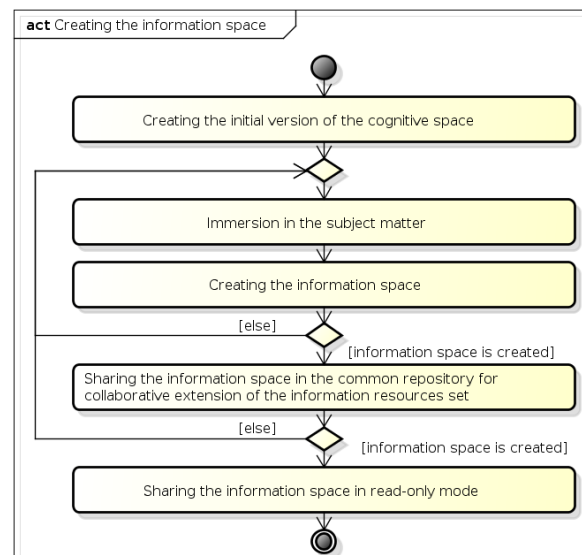 act Creating the information space
Creating the initial version of the cognitive space
Immersion in the subject matter
Creating the information space
[else]
[information space is created]
Sharing the information space in the common repository for
collaborative extension of the information resources set
[else]
[information space is created]
Sharing the information space in read-only mode